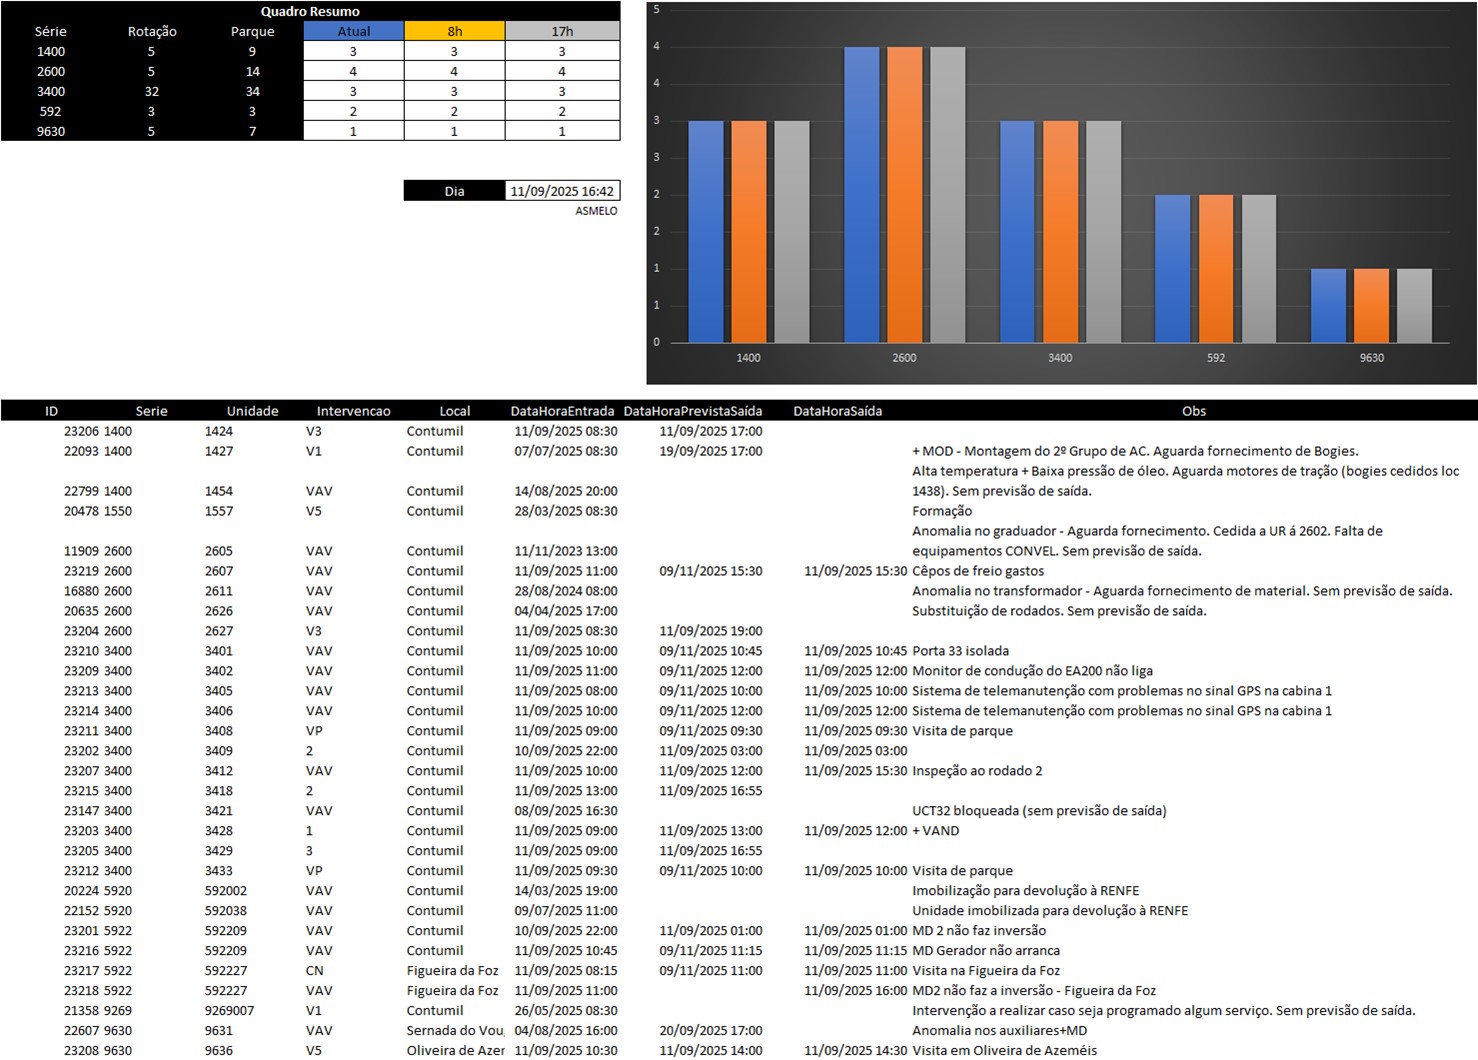 Quadro Resumo
Série Rotação Parque Atual 8h 17h
1400 5 9 3 3 3
2600 5 14 4 4 4
3400 32 34 3 3 3
592 3 3 2 2 2
9630 5 7 1 1 1
Dia 11/09/2025 16:42
ASMELO
5
4
4
3
3
2
2
1
1
0
1400 2600 3400 592 9630
ID Serie Unidade Intervencao Local DataHoraEntrada DataHoraPrevistaSaída DataHoraSaída Obs
23206 1400 1424 V3 Contumil 11/09/2025 08:30 11/09/2025 17:00
22093 1400 1427 V1 Contumil 07/07/2025 08:30 19/09/2025 17:00 + MOD - Montagem do 2º Grupo de AC. Aguarda fornecimento de Bogies.
Alta temperatura + Baixa pressão de óleo. Aguarda motores de tração (bogies cedidos loc
22799 1400 1454 VAV Contumil 14/08/2025 20:00 1438). Sem previsão de saída.
20478 1550 1557 V5 Contumil 28/03/2025 08:30 Formação
Anomalia no graduador - Aguarda fornecimento. Cedida a UR á 2602. Falta de
11909 2600 2605 VAV Contumil 11/11/2023 13:00 equipamentos CONVEL. Sem previsão de saída.
23219 2600 2607 VAV Contumil 11/09/2025 11:00 09/11/2025 15:30 11/09/2025 15:30 Cêpos de freio gastos
16880 2600 2611 VAV Contumil 28/08/2024 08:00 Anomalia no transformador - Aguarda fornecimento de material. Sem previsão de saída.
20635 2600 2626 VAV Contumil 04/04/2025 17:00 Substituição de rodados. Sem previsão de saída.
23204 2600 2627 V3 Contumil 11/09/2025 08:30 11/09/2025 19:00
23210 3400 3401 VAV Contumil 11/09/2025 10:00 09/11/2025 10:45 11/09/2025 10:45 Porta 33 isolada
23209 3400 3402 VAV Contumil 11/09/2025 11:00 09/11/2025 12:00 11/09/2025 12:00 Monitor de condução do EA200 não liga
23213 3400 3405 VAV Contumil 11/09/2025 08:00 09/11/2025 10:00 11/09/2025 10:00 Sistema de telemanutenção com problemas no sinal GPS na cabina 1
23214 3400 3406 VAV Contumil 11/09/2025 10:00 09/11/2025 12:00 11/09/2025 12:00 Sistema de telemanutenção com problemas no sinal GPS na cabina 1
23211 3400 3408 VP Contumil 11/09/2025 09:00 09/11/2025 09:30 11/09/2025 09:30 Visita de parque
23202 3400 3409 2 Contumil 10/09/2025 22:00 11/09/2025 03:00 11/09/2025 03:00
23207 3400 3412 VAV Contumil 11/09/2025 10:00 11/09/2025 12:00 11/09/2025 15:30 Inspeção ao rodado 2
23215 3400 3418 2 Contumil 11/09/2025 13:00 11/09/2025 16:55
23147 3400 3421 VAV Contumil 08/09/2025 16:30 UCT32 bloqueada (sem previsão de saída)
23203 3400 3428 1 Contumil 11/09/2025 09:00 11/09/2025 13:00 11/09/2025 12:00 + VAND
23205 3400 3429 3 Contumil 11/09/2025 09:00 11/09/2025 16:55
23212 3400 3433 VP Contumil 11/09/2025 09:30 09/11/2025 10:00 11/09/2025 10:00 Visita de parque
20224 5920 592002 VAV Contumil 14/03/2025 19:00 Imobilização para devolução à RENFE
22152 5920 592038 VAV Contumil 09/07/2025 11:00 Unidade imobilizada para devolução à RENFE
23201 5922 592209 VAV Contumil 10/09/2025 22:00 11/09/2025 01:00 11/09/2025 01:00 MD 2 não faz inversão
23216 5922 592209 VAV Contumil 11/09/2025 10:45 09/11/2025 11:15 11/09/2025 11:15 MD Gerador não arranca
23217 5922 592227 CN Figueira da Foz 11/09/2025 08:15 09/11/2025 11:00 11/09/2025 11:00 Visita na Figueira da Foz
23218 5922 592227 VAV Figueira da Foz 11/09/2025 11:00 11/09/2025 16:00 MD2 não faz a inversão - Figueira da Foz
21358 9269 9269007 V1 Contumil 26/05/2025 08:30 Intervenção a realizar caso seja programado algum serviço. Sem previsão de saída.
22607 9630 9631 VAV Sernada do Vou 04/08/2025 16:00 20/09/2025 17:00 Anomalia nos auxiliares+MD
23208 9630 9636 V5 Oliveira de Azer 11/09/2025 10:30 11/09/2025 14:00 11/09/2025 14:30 Visita em Oliveira de Azeméis